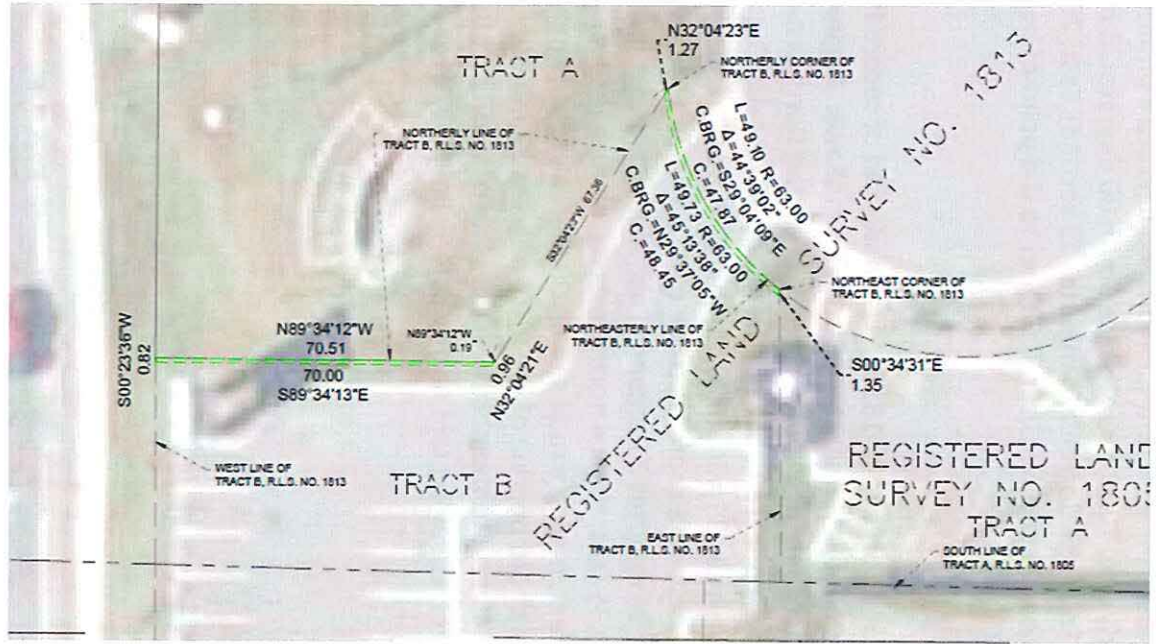 N32°04'23"E
1.27
NORTHERLY CORNER OF
TRACT B, R.L.S. NO. 1813
TRACT A
SURVEY NO. 1813
NORTHERLY LINE OF
TRACT B, R.L.S. NO. 1813
L=49.10 R=63.00
Δ=44°39'02"
C.BRG.=S29°04'09"E
C.=47.87
L=49.73 R=63.00
Δ=45°13'38"
C.BRG.=N29°37'05"W
C.=48.45
S32°04'23"W 67.36
NORTHEAST CORNER OF
TRACT B, R.L.S. NO. 1813
S00°23'36"W
0.82
N89°34'12"W
70.51
70.00
S89°34'13"E
N89°34'12"W
0.19
0.96
N32°04'21"E
NORTHEASTERLY LINE OF
TRACT B, R.L.S. NO. 1813
S00°34'31"E
1.35
REGISTERED LAND
WEST LINE OF
TRACT B, R.L.S. NO. 1813
TRACT B
REGISTERED LAND
SURVEY NO. 1805
TRACT A
EAST LINE OF
TRACT B, R.L.S. NO. 1813
SOUTH LINE OF
TRACT A, R.L.S. NO. 1805